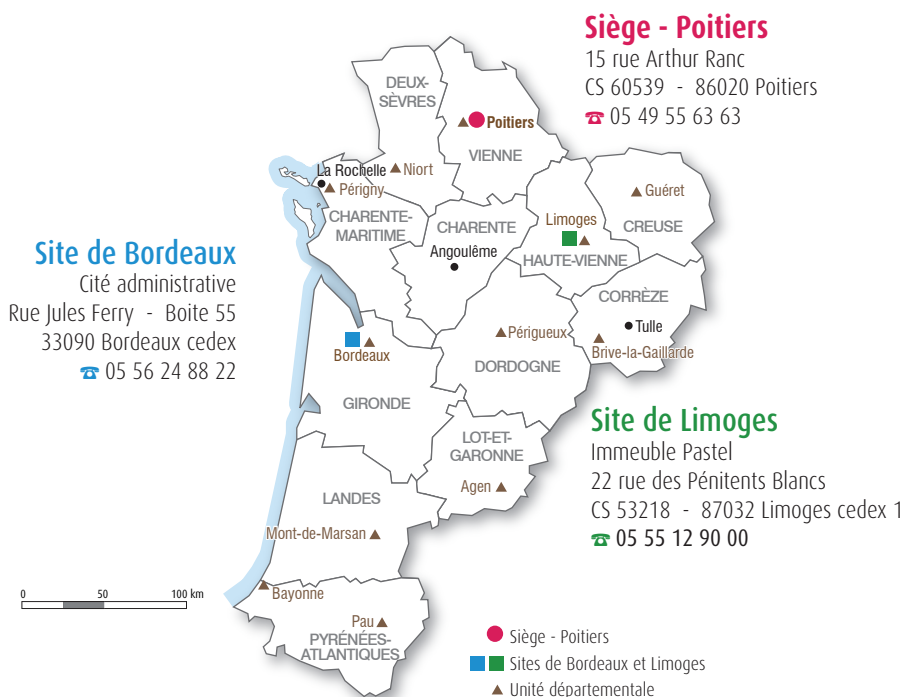 Siège - Poitiers
15 rue Arthur Ranc
CS 60539 - 86020 Poitiers
☎ 05 49 55 63 63
DEUX-
SÈVRES
Poitiers
VIENNE
La Rochelle
Niort
Périgny
Guéret
CREUSE
CHARENTE-
MARITIME
CHARENTE
Angoulême
Limoges
HAUTE-VIENNE
Site de Bordeaux
Cité administrative
Rue Jules Ferry - Boite 55
33090 Bordeaux cedex
☎ 05 56 24 88 22
CORRÈZE
Tulle
Brive-la-Gaillarde
Périgueux
DORDOGNE
Bordeaux
GIRONDE
Site de Limoges
Immeuble Pastel
22 rue des Pénitents Blancs
CS 53218 - 87032 Limoges cedex 1
☎ 05 55 12 90 00
LOT-ET-
GARONNE
Agen
LANDES
Mont-de-Marsan
0 50 100 km
Bayonne
Pau
PYRÉNÉES-
ATLANTIQUES
Siège - Poitiers
Sites de Bordeaux et Limoges
Unité départementale